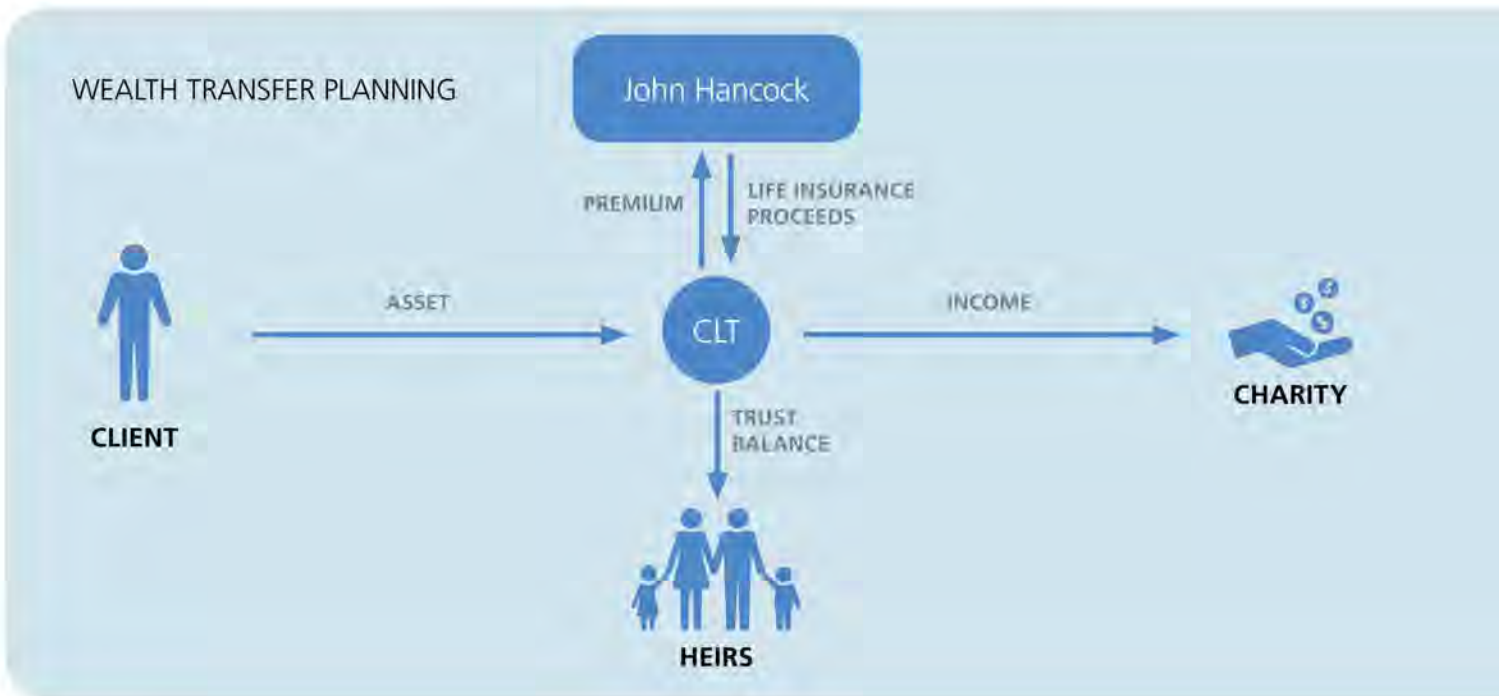 WEALTH TRANSFER PLANNING
John Hancock
PREMIUM
LIFE INSURANCE
PROCEEDS
ASSET
CLT
INCOME
CLIENT
CHARITY
TRUST
BALANCE
HEIRS